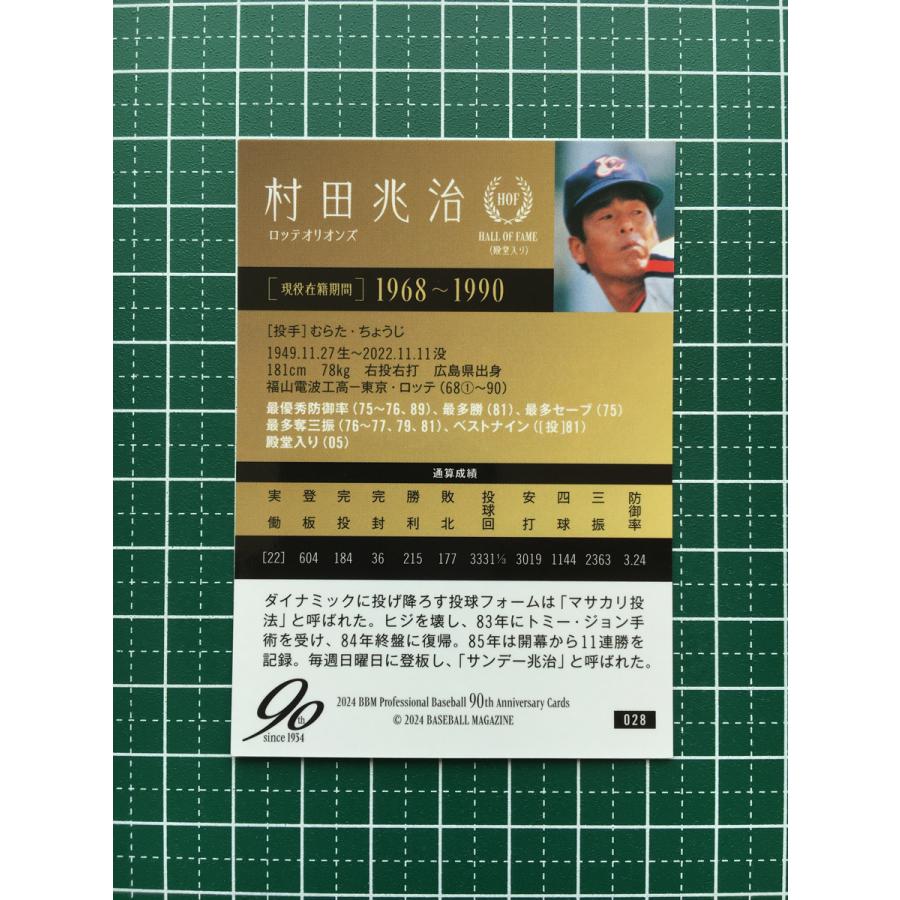 村田兆治
ロッテオリオンズ
HOF
HALL OF FAME
(殿堂入り)
[現役在籍期間] 1968〜1990
[投手]むらた・ちょうじ
1949.11.27生〜2022.11.11没
181cm 78kg 右投右打 広島県出身
福山電波工高ー東京・ロッテ(68①〜90)
最優秀防御率(75〜76、89)、最多勝(81)、最多セーブ(75)
最多奪三振(76〜77、79、81)、ベストナイン([投]81)
殿堂入り(05)
通算成績
実働 登板 完投 完封 勝利 敗北 投球回 安打 四球 三振 防御率
[22] 604 184 36 215 177 3331⅓ 3019 1144 2363 3.24
ダイナミックに投げ降ろす投球フォームは「マサカリ投
法」と呼ばれた。ヒジを壊し、83年にトミー・ジョン手
術を受け、84年終盤に復帰。85年は開幕から11連勝を
記録。毎週日曜日に登板し、「サンデー兆治」と呼ばれた。
90th
since 1934
2024 BBM Professional Baseball 90th Anniversary Cards
© 2024 BASEBALL MAGAZINE
028